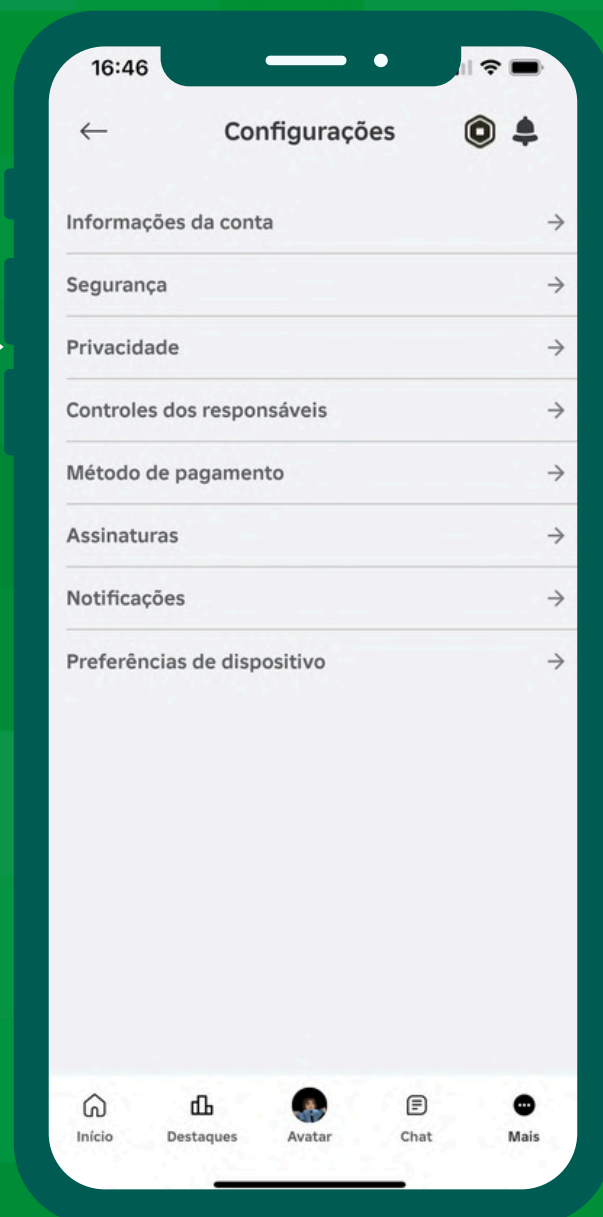 16:46
Configurações
Informações da conta
Segurança
Privacidade
Controles dos responsáveis
Método de pagamento
Assinaturas
Notificações
Preferências de dispositivo
Início
Destaques
Avatar
Chat
Mais